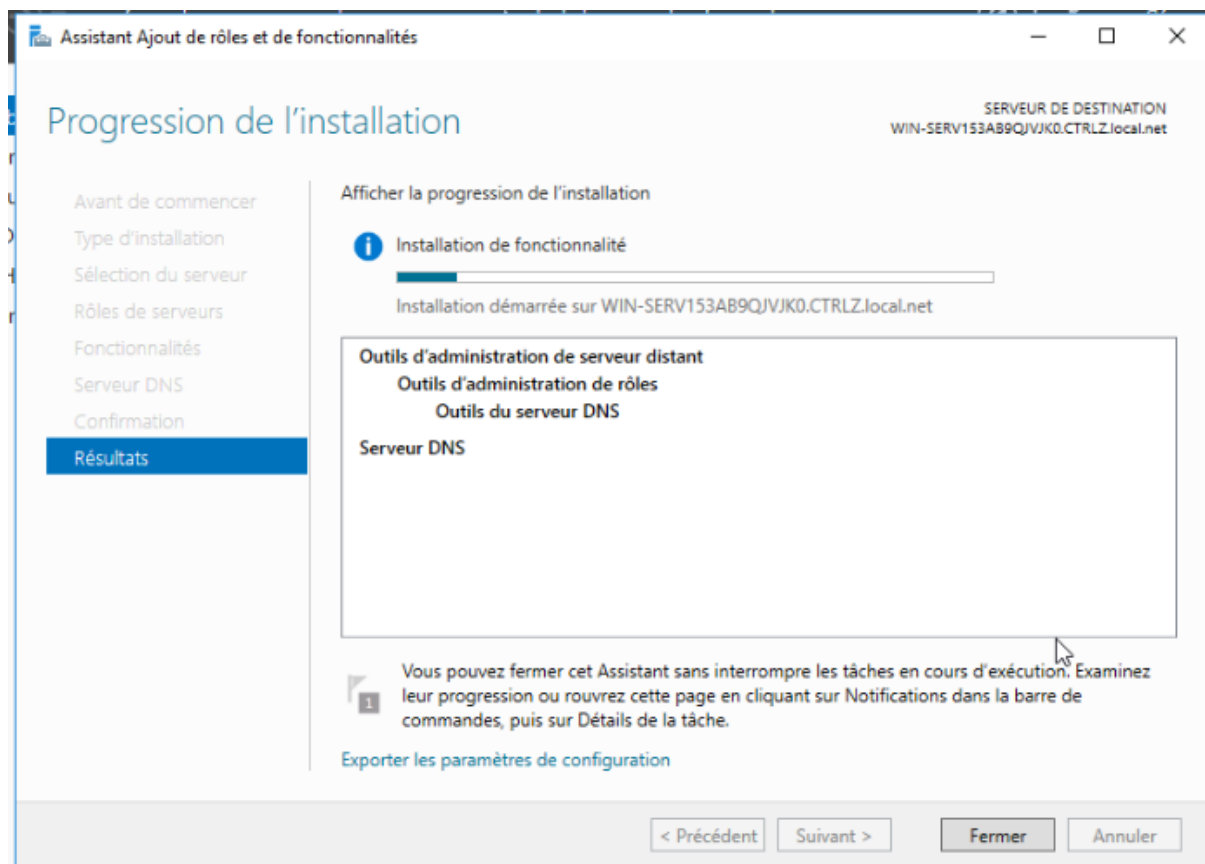 Assistant Ajout de rôles et de fonctionnalités
Progression de l'installation
SERVEUR DE DESTINATION
WIN-SERV153AB9QJVJK0.CTRLZ.local.net
Avant de commencer
Type d'installation
Sélection du serveur
Rôles de serveurs
Fonctionnalités
Serveur DNS
Confirmation
Résultats
Afficher la progression de l'installation
Installation de fonctionnalité
Installation démarrée sur WIN-SERV153AB9QJVJK0.CTRLZ.local.net
Outils d'administration de serveur distant
Outils d'administration de rôles
Outils du serveur DNS
Serveur DNS
1
Vous pouvez fermer cet Assistant sans interrompre les tâches en cours d'exécution. Examinez
leur progression ou rouvrez cette page en cliquant sur Notifications dans la barre de
commandes, puis sur Détails de la tâche.
Exporter les paramètres de configuration
< Précédent
Suivant >
Fermer
Annuler